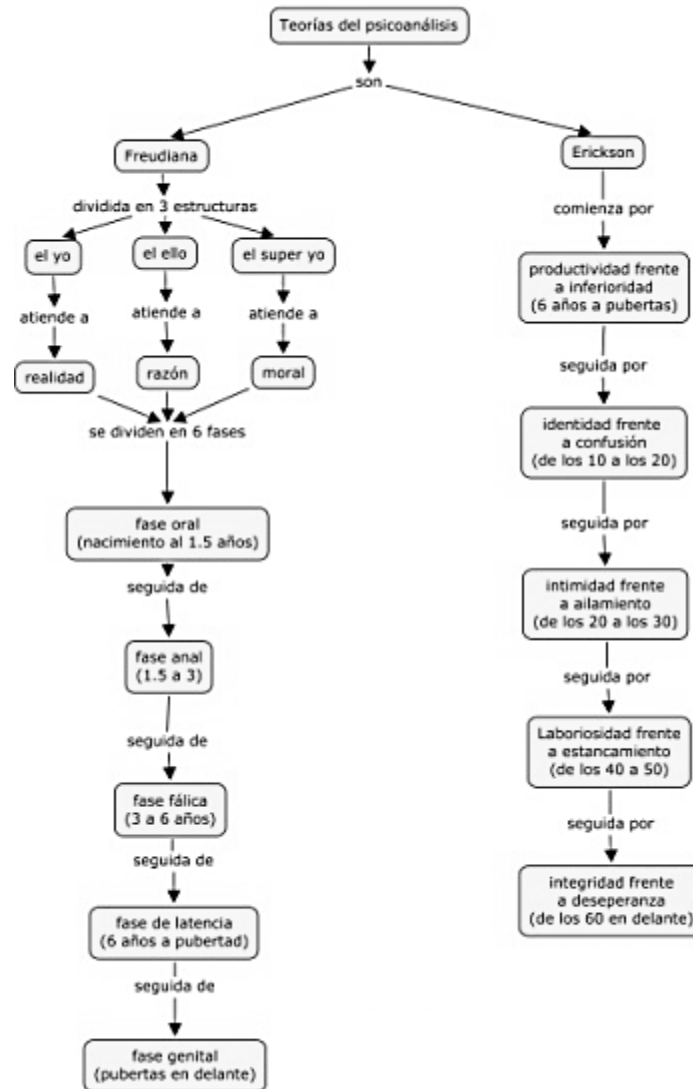 Teorías del psicoanálisis
son
Freudiana
dividida en 3 estructuras
el yo
el ello
el super yo
atiende a
atiende a
atiende a
realidad
razón
moral
se dividen en 6 fases
fase oral
(nacimiento al 1.5 años)
seguida de
fase anal
(1.5 a 3)
seguida de
fase fálica
(3 a 6 años)
seguida de
fase de latencia
(6 años a pubertad)
seguida de
fase genital
(pubertas en delante)
Erickson
comienza por
productividad frente
a inferioridad
(6 años a pubertas)
seguida por
identidad frente
a confusión
(de los 10 a los 20)
seguida por
intimidad frente
a ailamiento
(de los 20 a los 30)
seguida por
Laboriosidad frente
a estancamiento
(de los 40 a 50)
seguida por
integridad frente
a deseperanza
(de los 60 en delante)